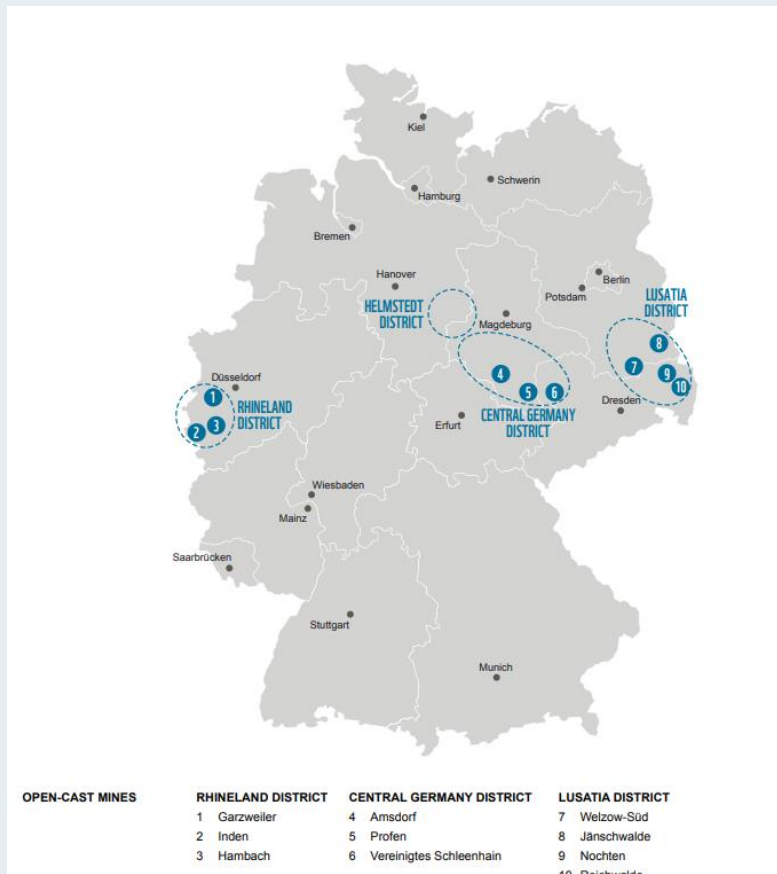 Kiel
Schwerin
Hamburg
Bremen
Hanover
Berlin
Potsdam
HELMSTEDT
DISTRICT
Magdeburg
LUSATIA
DISTRICT
8
4
7
9
10
5
6
Düsseldorf
1
RHINELAND
DISTRICT
2
3
CENTRAL GERMANY
DISTRICT
Dresden
Erfurt
Wiesbaden
Mainz
Saarbrücken
Stuttgart
Munich
OPEN-CAST MINES
RHINELAND DISTRICT
1 Garzweiler
2 Inden
3 Hambach
CENTRAL GERMANY DISTRICT
4 Amsdorf
5 Profen
6 Vereinigtes Schleenhain
LUSATIA DISTRICT
7 Welzow-Süd
8 Jänschwalde
9 Nochten
10 Reichwalde